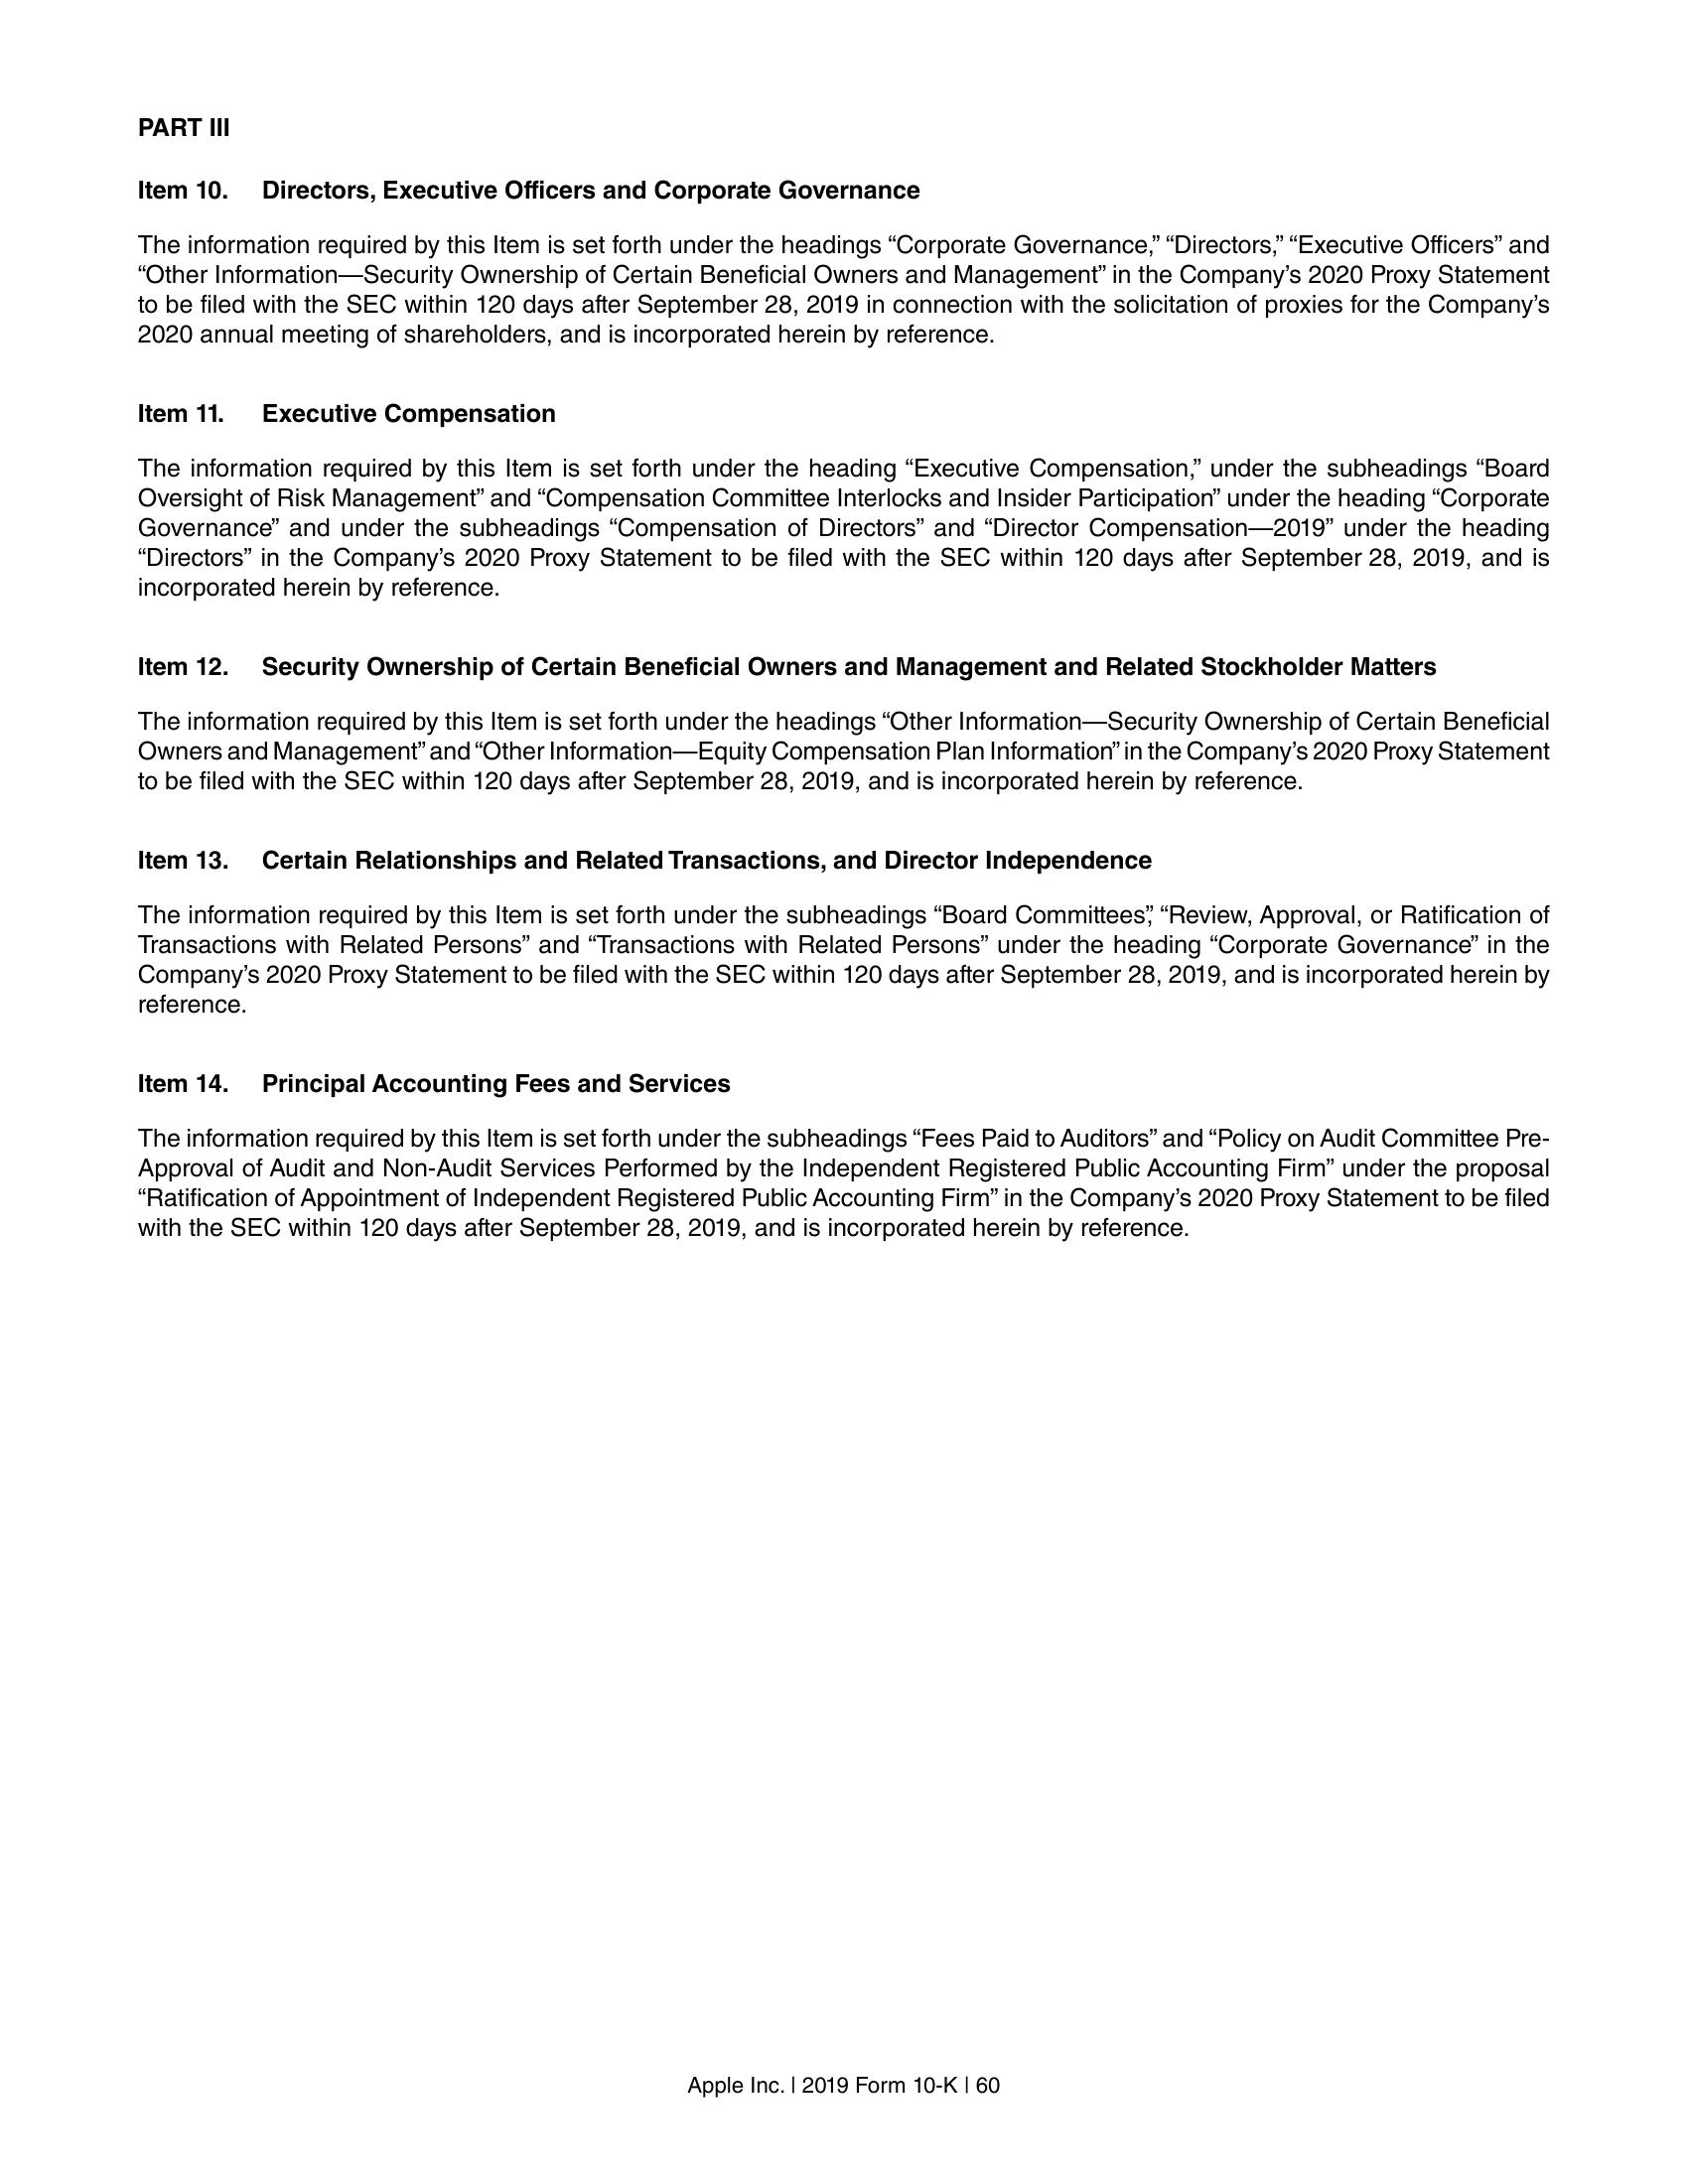 PART III
Item 10. Directors, Executive Officers and Corporate Governance
The information required by this Item is set forth under the headings “Corporate Governance,” “Directors,” “Executive Officers” and
“Other Information—Security Ownership of Certain Beneficial Owners and Management” in the Company’s 2020 Proxy Statement
to be filed with the SEC within 120 days after September 28, 2019 in connection with the solicitation of proxies for the Company’s
2020 annual meeting of shareholders, and is incorporated herein by reference.
Item 11. Executive Compensation
The information required by this Item is set forth under the heading “Executive Compensation,” under the subheadings “Board
Oversight of Risk Management” and “Compensation Committee Interlocks and Insider Participation” under the heading “Corporate
Governance” and under the subheadings “Compensation of Directors” and “Director Compensation—2019” under the heading
“Directors” in the Company’s 2020 Proxy Statement to be filed with the SEC within 120 days after September 28, 2019, and is
incorporated herein by reference.
Item 12. Security Ownership of Certain Beneficial Owners and Management and Related Stockholder Matters
The information required by this Item is set forth under the headings “Other Information—Security Ownership of Certain Beneficial
Owners and Management” and “Other Information—Equity Compensation Plan Information” in the Company’s 2020 Proxy Statement
to be filed with the SEC within 120 days after September 28, 2019, and is incorporated herein by reference.
Item 13. Certain Relationships and Related Transactions, and Director Independence
The information required by this Item is set forth under the subheadings “Board Committees”, “Review, Approval, or Ratification of
Transactions with Related Persons” and “Transactions with Related Persons” under the heading “Corporate Governance” in the
Company’s 2020 Proxy Statement to be filed with the SEC within 120 days after September 28, 2019, and is incorporated herein by
reference.
Item 14. Principal Accounting Fees and Services
The information required by this Item is set forth under the subheadings “Fees Paid to Auditors” and “Policy on Audit Committee Pre-
Approval of Audit and Non-Audit Services Performed by the Independent Registered Public Accounting Firm” under the proposal
“Ratification of Appointment of Independent Registered Public Accounting Firm” in the Company’s 2020 Proxy Statement to be filed
with the SEC within 120 days after September 28, 2019, and is incorporated herein by reference.
Apple Inc. | 2019 Form 10-K | 60